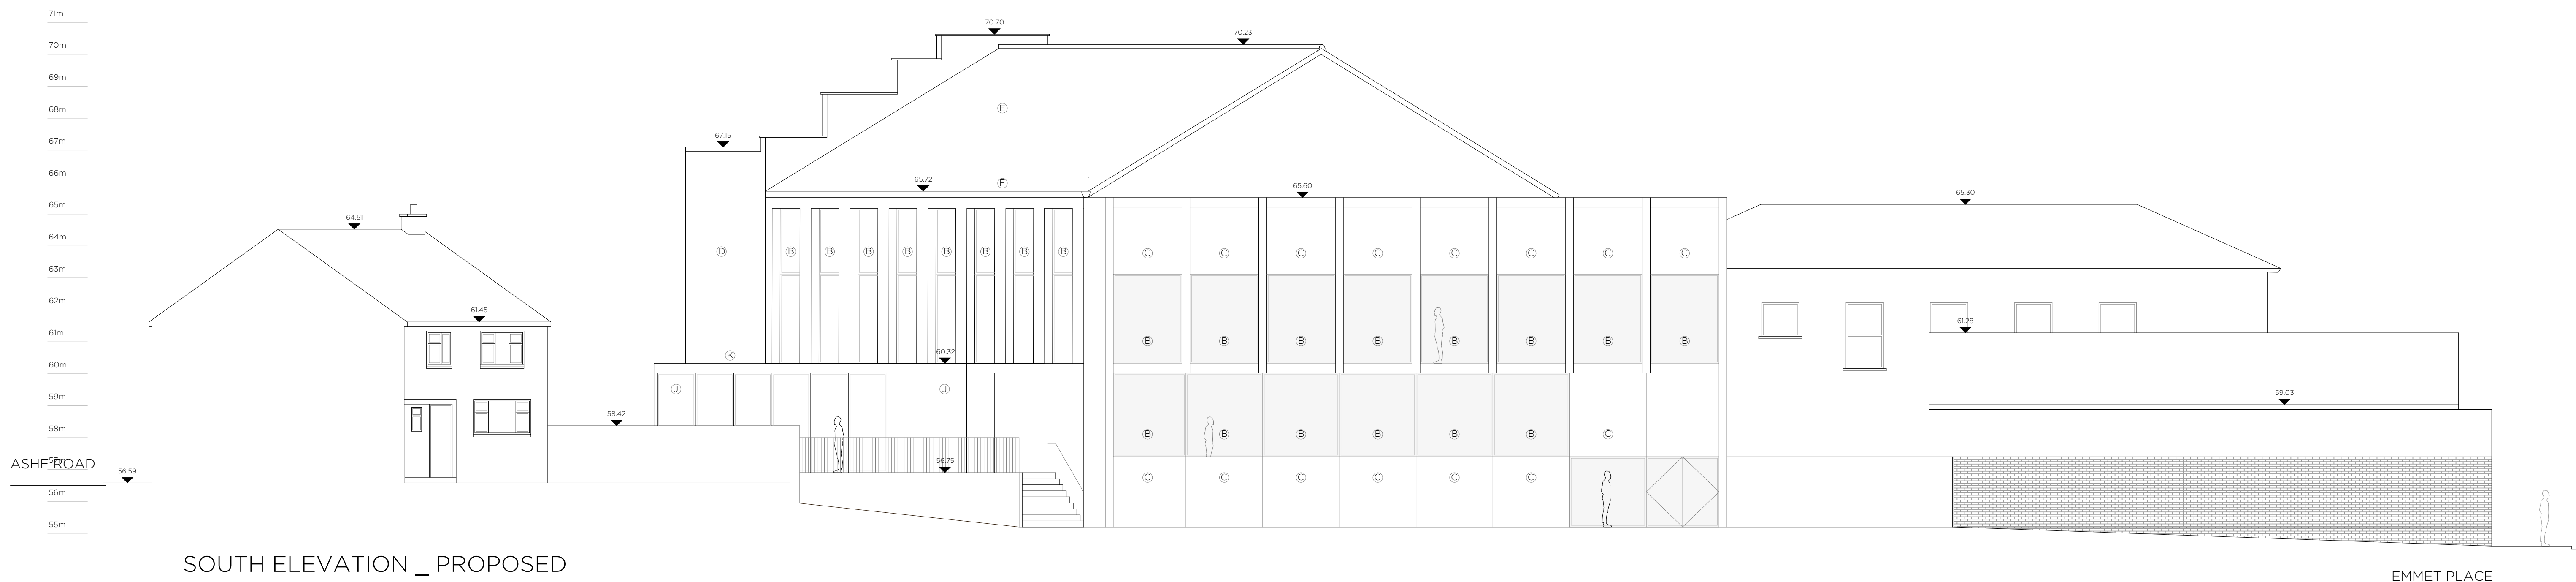 71m
70m
69m
68m
67m
66m
65m
64m
63m
62m
61m
60m
59m
58m
57m
56m
55m
ASHE ROAD
56.59
64.51
61.45
58.42
67.15
70.70
70.23
65.72
65.60
65.30
61.28
60.32
59.03
56.75
E
F
D B B B B B B B B C C C C C C C C
K B B B B B B B B
J J
B B B B B B C
C C C C C C
SOUTH ELEVATION _ PROPOSED
EMMET PLACE